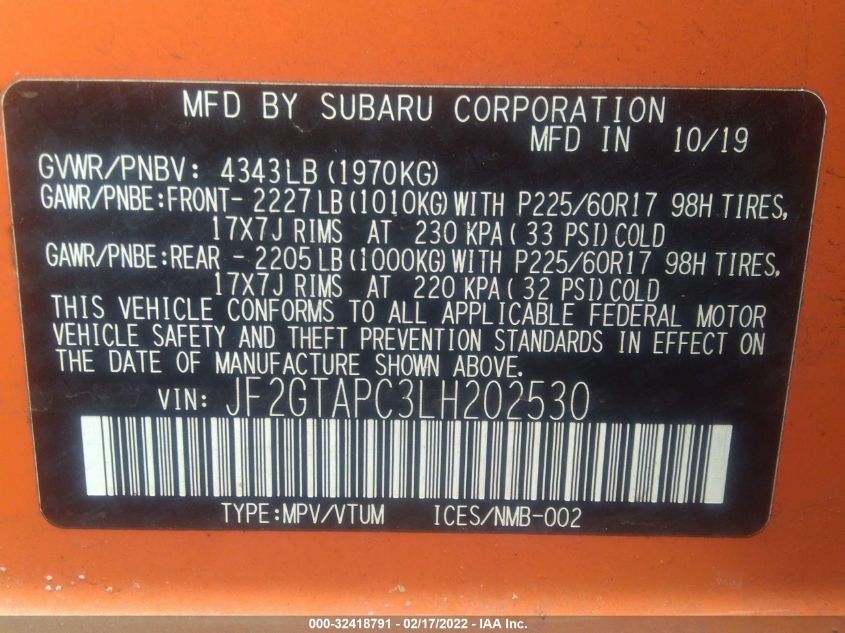 MFD BY SUBARU CORPORATION
MFD IN 10/19
GVWR/PNBV: 4343LB(1970KG)
GAWR/PNBE:FRONT- 2227LB(1010KG)WITH P225/60R17 98H TIRES,
17X7J RIMS AT 230 KPA( 33 PSI)COLD
GAWR/PNBE:REAR - 2205LB(1000KG)WITH P225/60R17 98H TIRES,
17X7J RIMS AT 220 KPA( 32 PSI)COLD
THIS VEHICLE CONFORMS TO ALL APPLICABLE FEDERAL MOTOR
VEHICLE SAFETY AND THEFT PREVENTION STANDARDS IN EFFECT ON
THE DATE OF MANUFACTURE SHOWN ABOVE.
VIN: JF2GTAPC3LH202530
TYPE:MPV/VTUM ICES/NMB-002
000-32418791 - 02/17/2022 - IAA Inc.